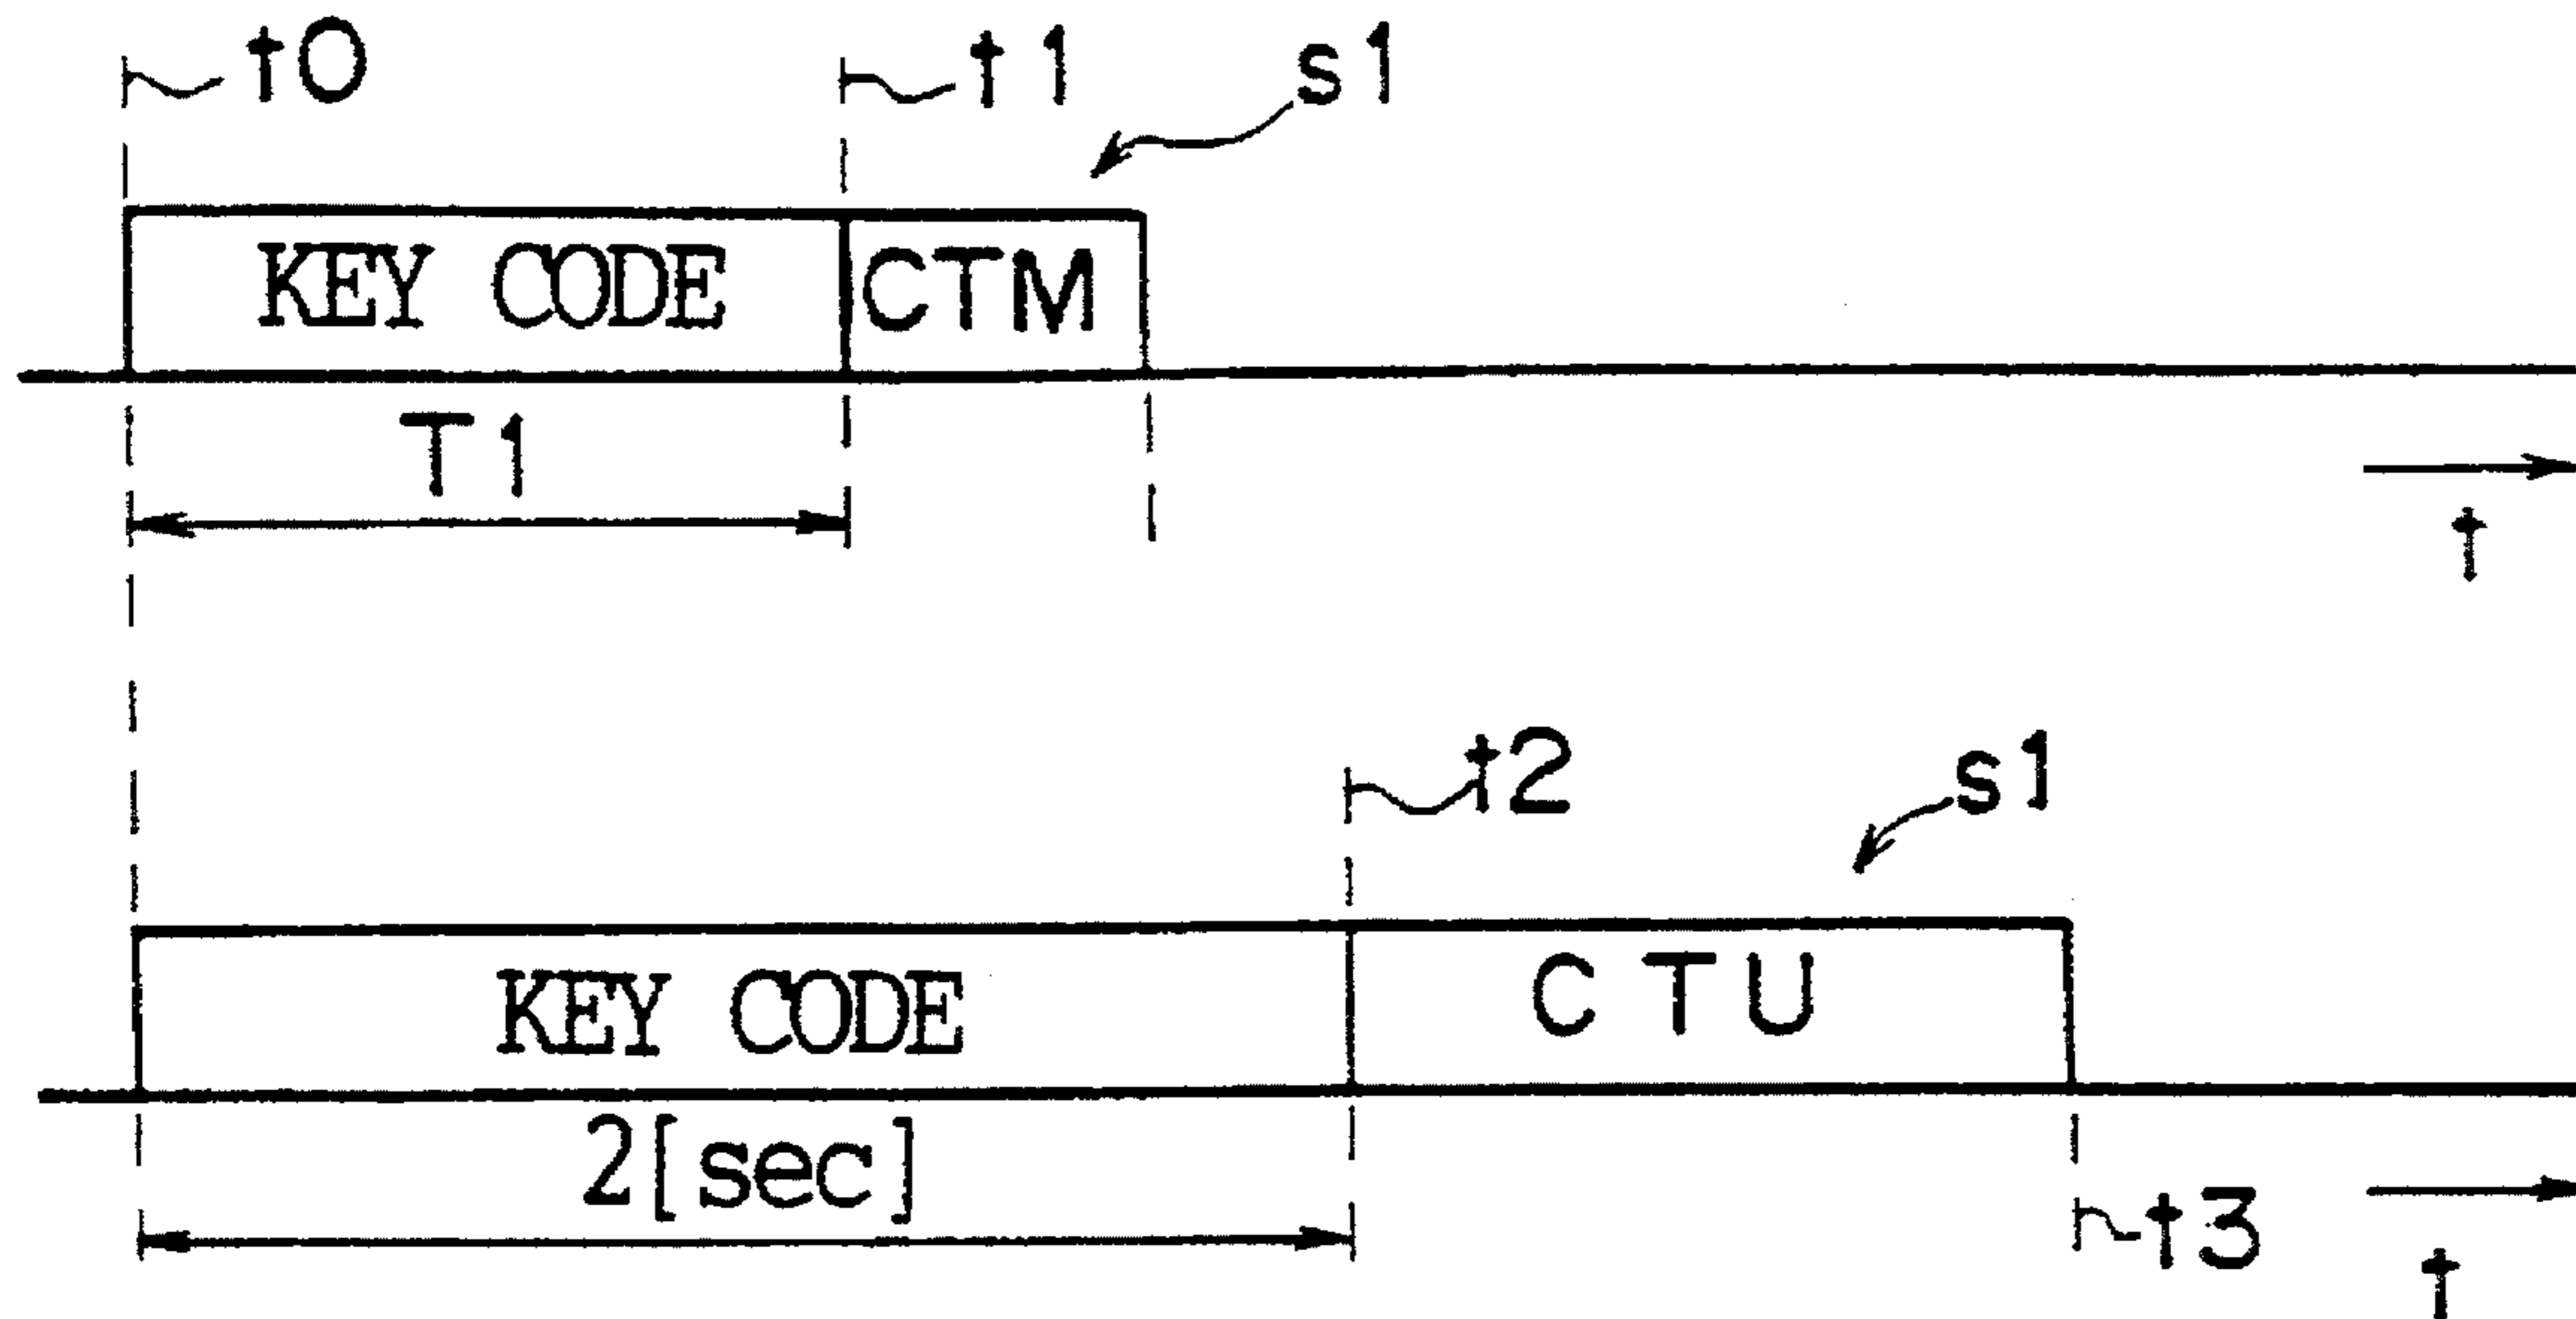 t0 t1 s1
KEY CODE CTM
T1
t
t2 s1
KEY CODE CTU
2[sec]
t3
t